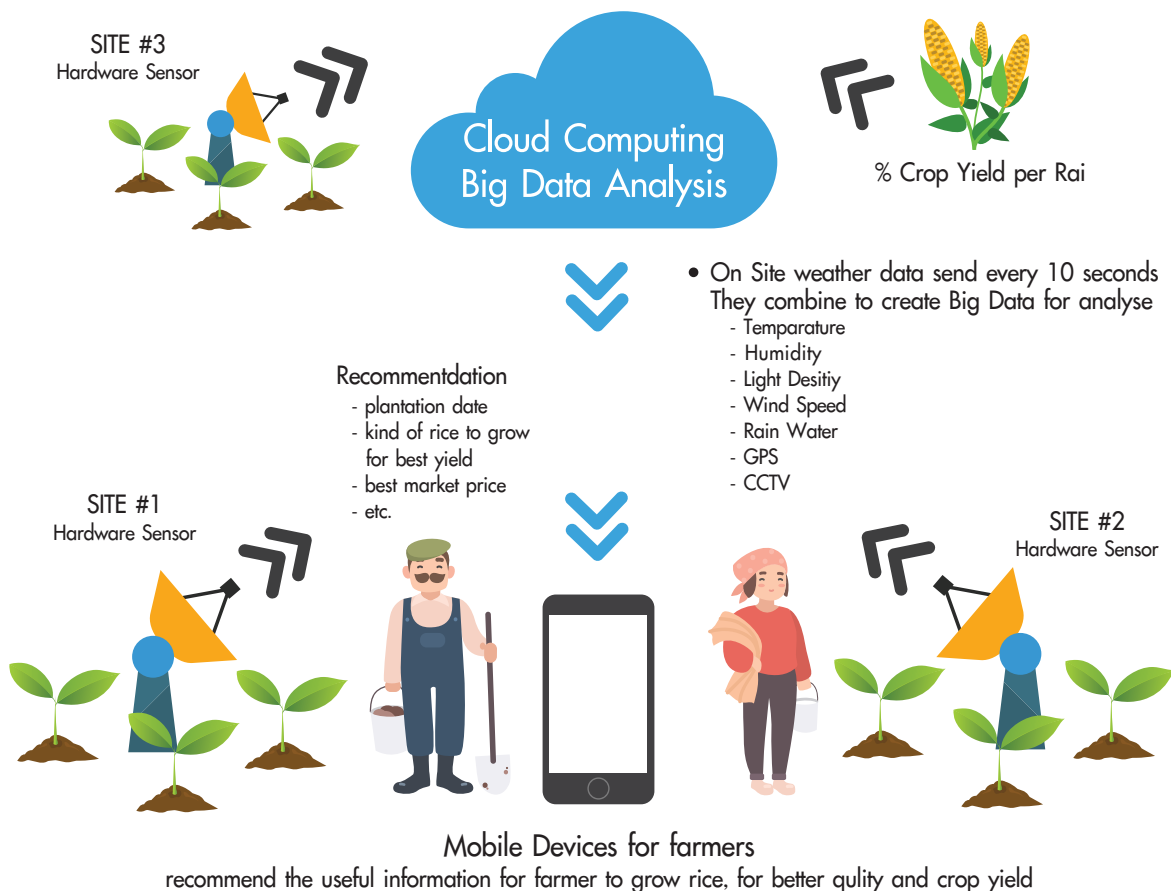 SITE #3
Hardware Sensor
Cloud Computing
Big Data Analysis
% Crop Yield per Rai
• On Site weather data send every 10 seconds
They combine to create Big Data for analyse
- Temparature
- Humidity
- Light Desitiy
- Wind Speed
- Rain Water
- GPS
- CCTV
Recommentdation
- plantation date
- kind of rice to grow
for best yield
- best market price
- etc.
SITE #1
Hardware Sensor
SITE #2
Hardware Sensor
Mobile Devices for farmers
recommend the useful information for farmer to grow rice, for better qulity and crop yield